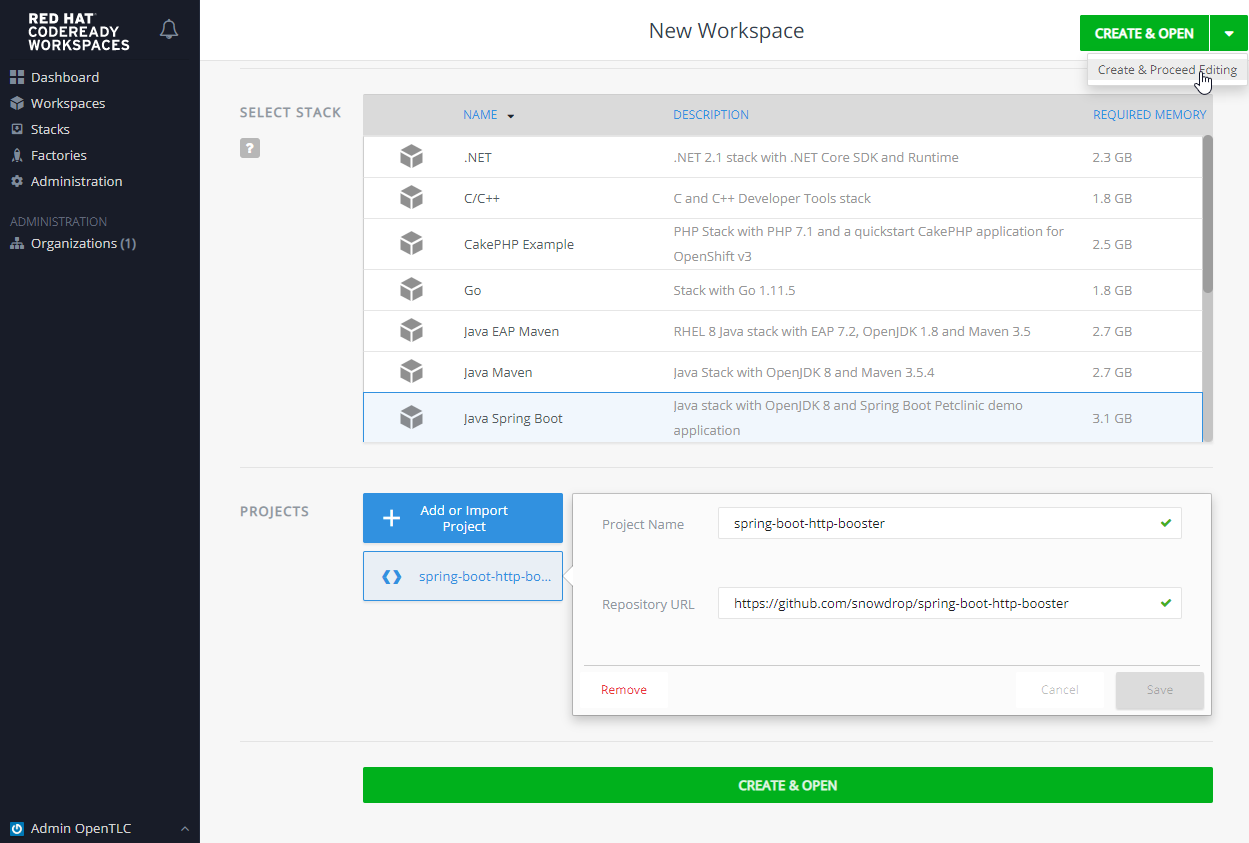 RED HAT
CODEREADY
WORKSPACES
Dashboard
Workspaces
Stacks
Factories
Administration
ADMINISTRATION
Organizations (1)
Admin OpenTLC
New Workspace
CREATE & OPEN
Create & Proceed Editing
SELECT STACK
?
NAME DESCRIPTION REQUIRED MEMORY
.NET .NET 2.1 stack with .NET Core SDK and Runtime 2.3 GB
C/C++ C and C++ Developer Tools stack 1.8 GB
CakePHP Example PHP Stack with PHP 7.1 and a quickstart CakePHP application for
OpenShift v3 2.5 GB
Go Stack with Go 1.11.5 1.8 GB
Java EAP Maven RHEL 8 Java stack with EAP 7.2, OpenJDK 1.8 and Maven 3.5 2.7 GB
Java Maven Java Stack with OpenJDK 8 and Maven 3.5.4 2.7 GB
Java Spring Boot Java stack with OpenJDK 8 and Spring Boot Petclinic demo
application 3.1 GB
PROJECTS
Add or Import
Project
spring-boot-http-bo...
Project Name spring-boot-http-booster
Repository URL https://github.com/snowdrop/spring-boot-http-booster
Remove Cancel Save
CREATE & OPEN